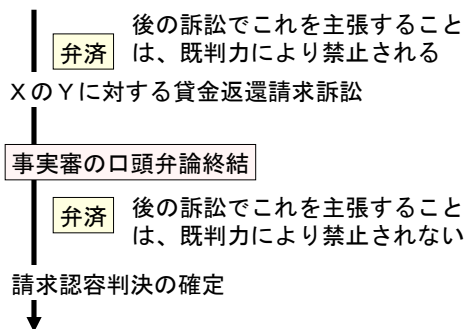 後の訴訟でこれを主張すること
弁済 は、既判力により禁止される
XのYに対する貸金返還請求訴訟
事実審の口頭弁論終結
弁済 後の訴訟でこれを主張すること
は、既判力により禁止されない
請求認容判決の確定